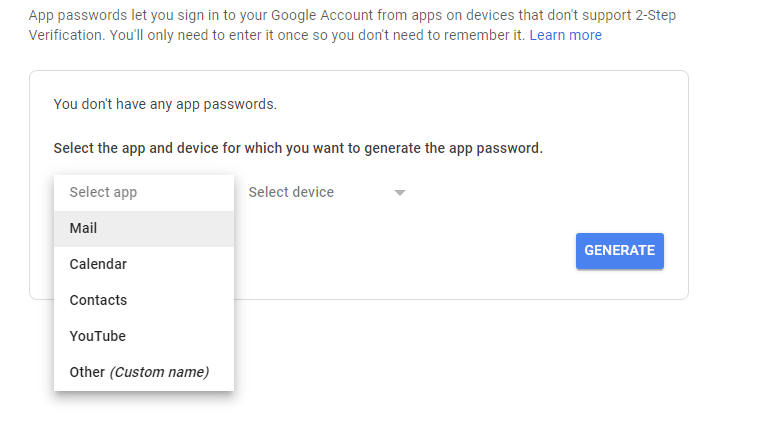 App passwords let you sign in to your Google Account from apps on devices that don't support 2-Step
Verification. You'll only need to enter it once so you don't need to remember it. Learn more
You don't have any app passwords.
Select the app and device for which you want to generate the app password.
Select app
Select device
Mail
Calendar
Contacts
YouTube
Other (Custom name)
GENERATE